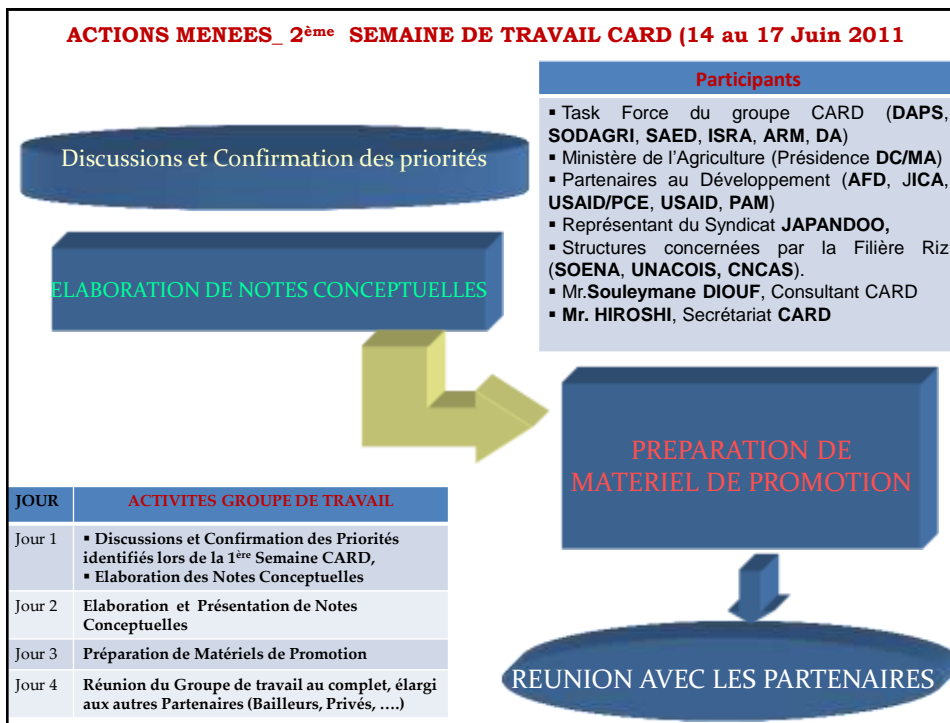 ACTIONS MENEES_ 2ème SEMAINE DE TRAVAIL CARD (14 au 17 Juin 2011
Participants
▪ Task Force du groupe CARD (DAPS,
SODAGRI, SAED, ISRA, ARM, DA)
▪ Ministère de l’Agriculture (Présidence DC/MA)
▪ Partenaires au Développement (AFD, JICA,
USAID/PCE, USAID, PAM)
▪ Représentant du Syndicat JAPANDOO,
▪ Structures concernées par la Filière Riz
(SOENA, UNACOIS, CNCAS).
▪ Mr.Souleymane DIOUF, Consultant CARD
▪ Mr. HIROSHI, Secrétariat CARD
Discussions et Confirmation des priorités
ELABORATION DE NOTES CONCEPTUELLES
PREPARATION DE
MATERIEL DE PROMOTION
JOUR ACTIVITES GROUPE DE TRAVAIL
Jour 1 ▪ Discussions et Confirmation des Priorités
identifiés lors de la 1ère Semaine CARD,
▪ Elaboration des Notes Conceptuelles
Jour 2 Elaboration et Présentation de Notes
Conceptuelles
Jour 3 Préparation de Matériels de Promotion
Jour 4 Réunion du Groupe de travail au complet, élargi
aux autres Partenaires (Bailleurs, Privés, ….)
REUNION AVEC LES PARTENAIRES